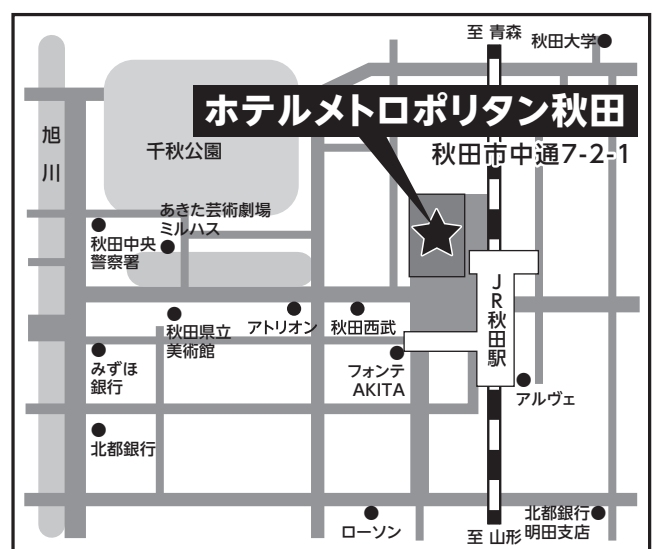 至 青森
秋田大学
ホテルメトロポリタン秋田
秋田市中通7-2-1
旭川
千秋公園
あきた芸術劇場
ミルハス
秋田中央
警察署
JR秋田駅
秋田県立
美術館
アトリオン
秋田西武
みずほ
銀行
フォンテ
AKITA
アルヴェ
北都銀行
ローソン
至 山形
北都銀行
明田支店